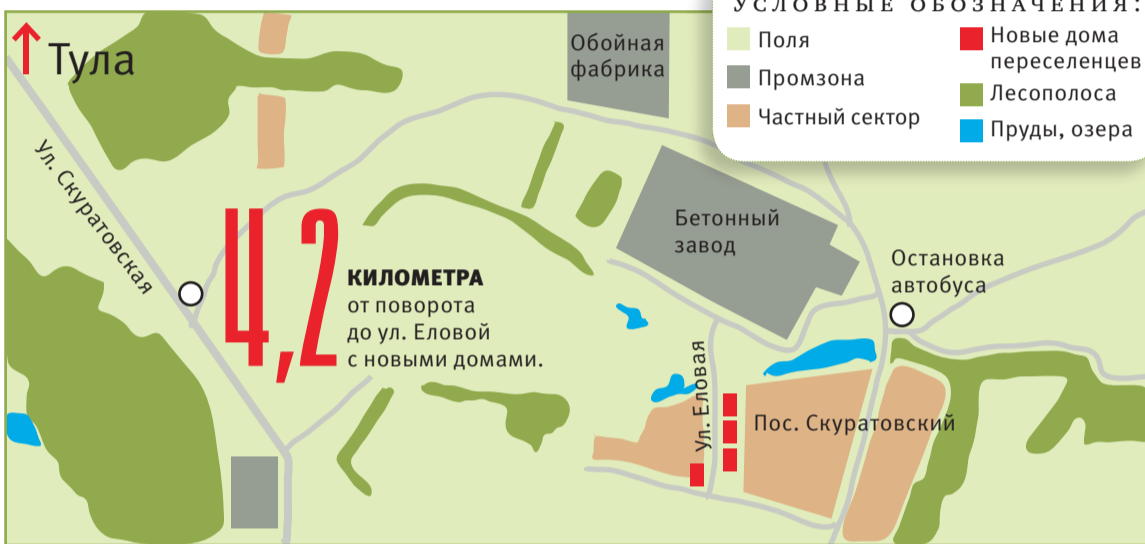 УСЛОВНЫЕ ОБОЗНАЧЕНИЯ:
Поля
Промзона
Частный сектор
Новые дома
переселенцев
Лесополоса
Пруды, озера
Тула
Обойная
фабрика
Ул. Скуратовская
Бетонный
завод
Остановка
автобуса
4,2
КИЛОМЕТРА
от поворота
до ул. Еловой
с новыми домами.
Ул. Еловая
Пос. Скуратовский